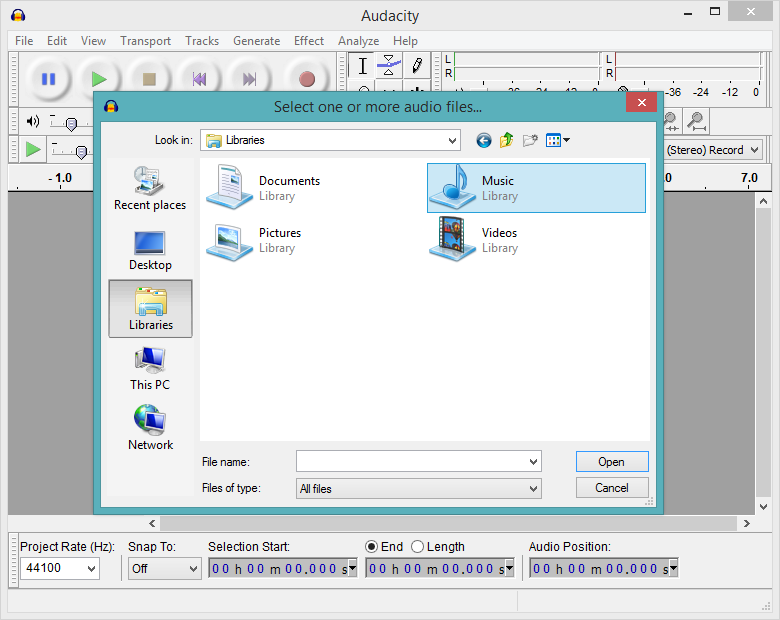 Audacity
File Edit View Transport Tracks Generate Effect Analyze Help
L
R
L
R
-36 -24 -12 0
Select one or more audio files...
Look in: Libraries
(Stereo) Record
- 1.0
7.0
Recent places
Desktop
Libraries
This PC
Network
Documents
Library
Music
Library
Pictures
Library
Videos
Library
File name:
Open
Files of type: All files
Cancel
Project Rate (Hz): Snap To: Selection Start: End Length Audio Position:
44100 Off 00 h 00 m 00.000 s 00 h 00 m 00.000 s 00 h 00 m 00.000 s